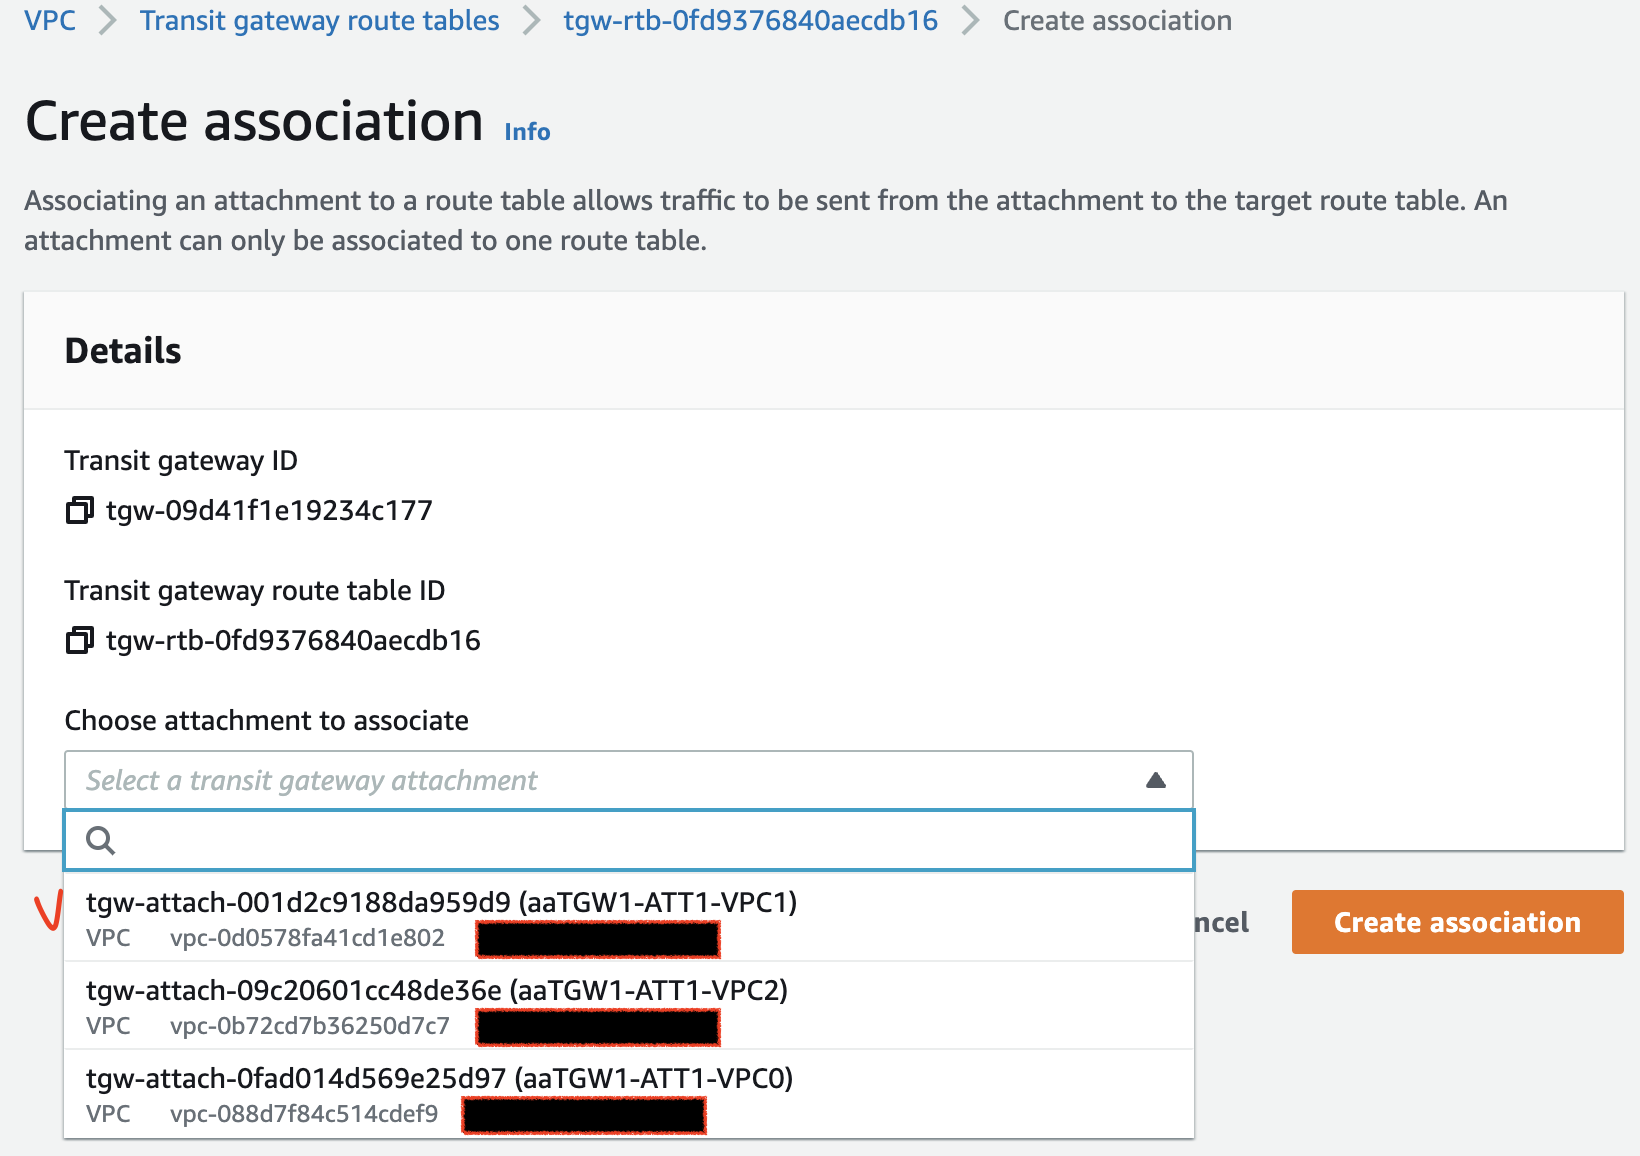 VPC > Transit gateway route tables > tgw-rtb-0fd9376840aecdb16 > Create association
Create association Info
Associating an attachment to a route table allows traffic to be sent from the attachment to the target route table. An
attachment can only be associated to one route table.
Details
Transit gateway ID
tgw-09d41f1e19234c177
Transit gateway route table ID
tgw-rtb-0fd9376840aecdb16
Choose attachment to associate
Select a transit gateway attachment
tgw-attach-001d2c9188da959d9 (aaTGW1-ATT1-VPC1)
VPC vpc-0d0578fa41cd1e802
ncel Create association
tgw-attach-09c20601cc48de36e (aaTGW1-ATT1-VPC2)
VPC vpc-0b72cd7b36250d7c7
tgw-attach-0fad014d569e25d97 (aaTGW1-ATT1-VPC0)
VPC vpc-088d7f84c514cdef9